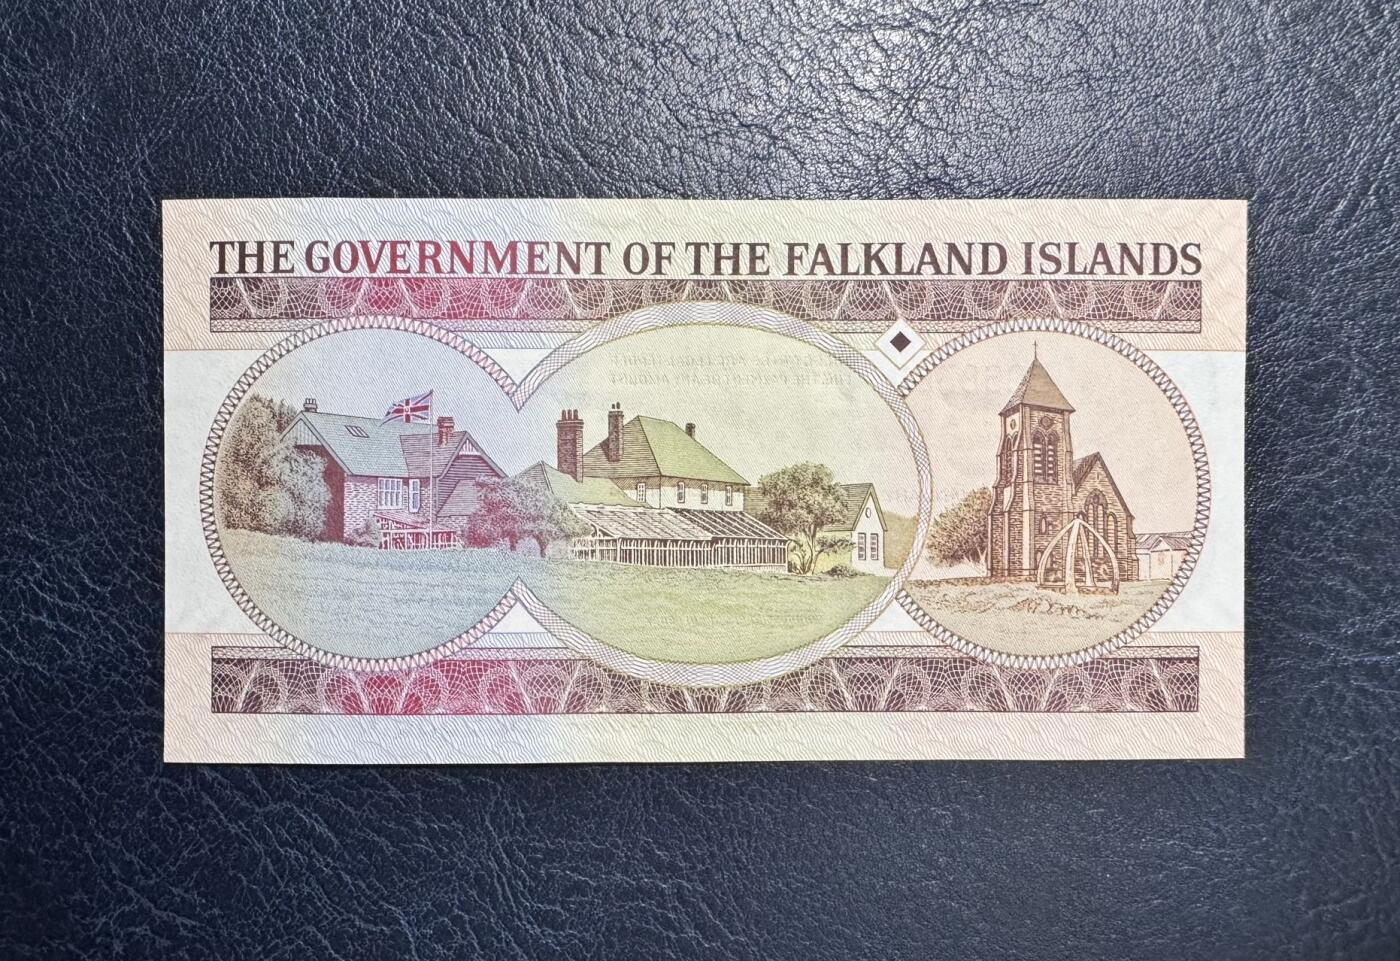 THE GOVERNMENT OF THE FALKLAND ISLANDS